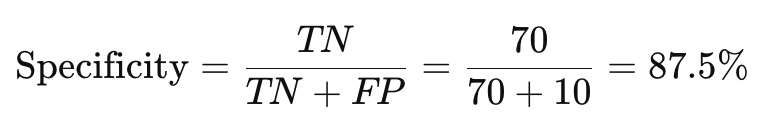 Specificity = TN / (TN + FP) = 70 / (70 + 10) = 87.5%